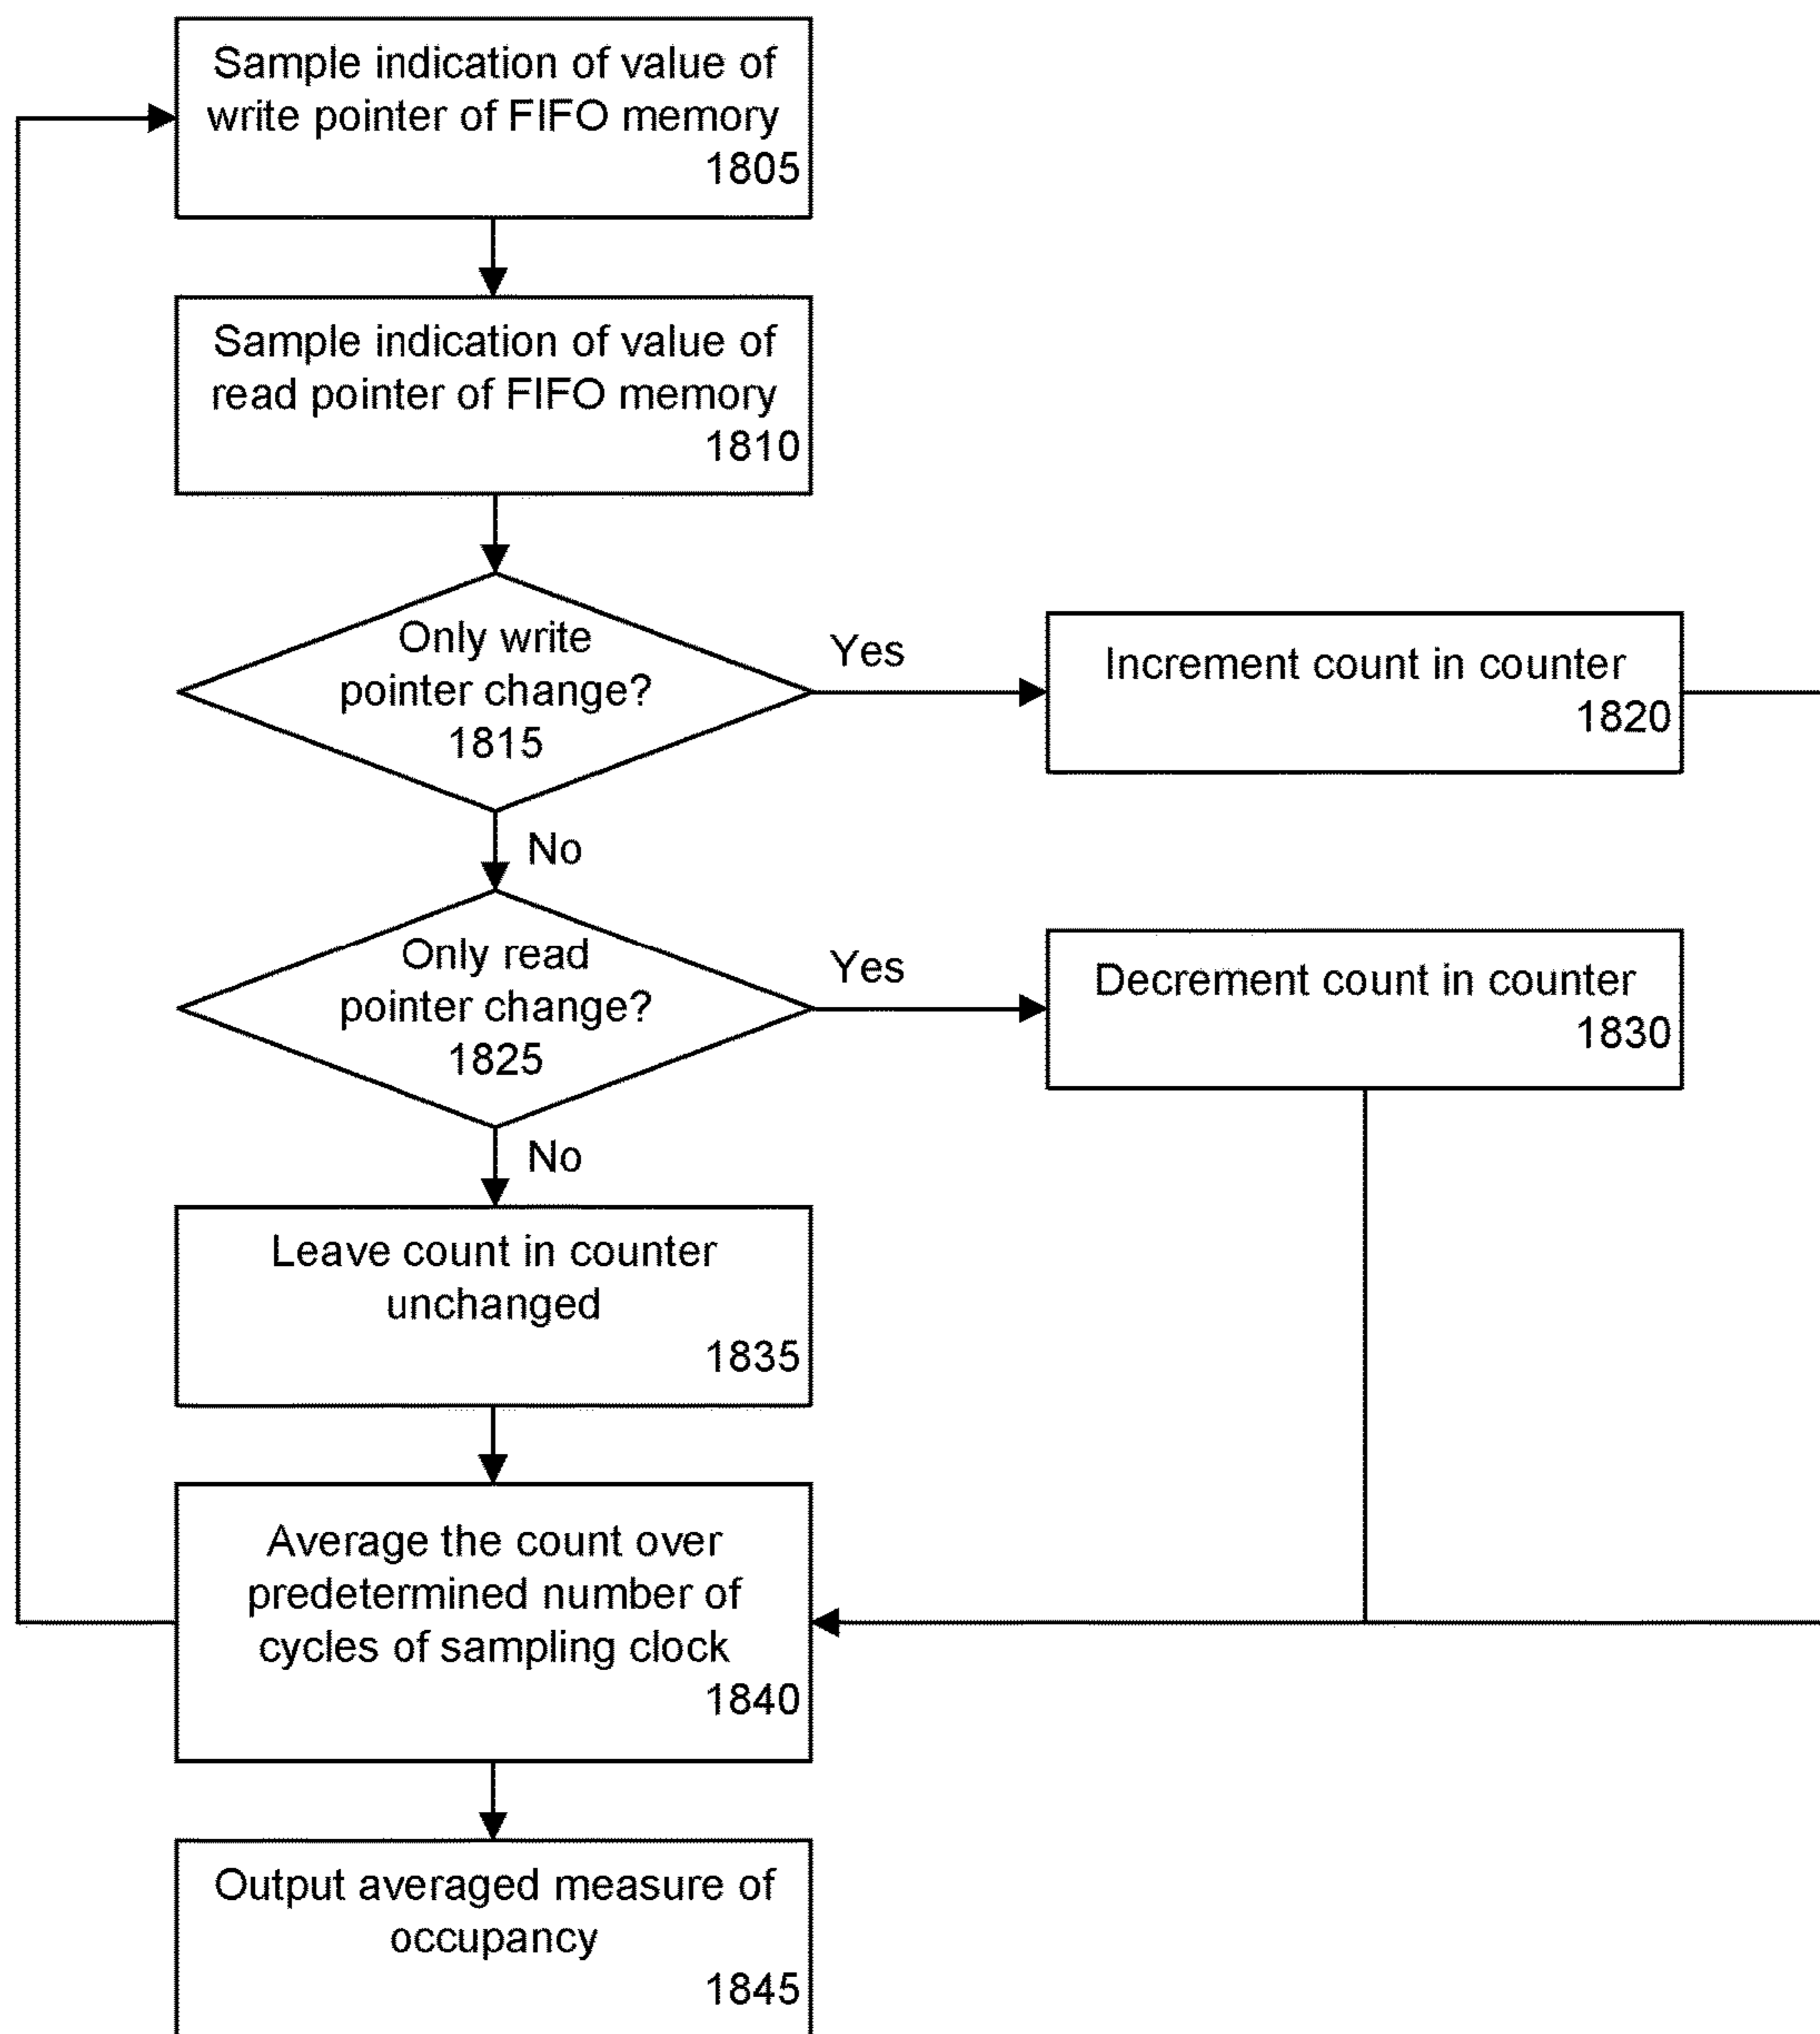 Sample indication of value of
write pointer of FIFO memory
1805
Sample indication of value of
read pointer of FIFO memory
1810
Only write
pointer change?
1815
Yes
Increment count in counter
1820
No
Only read
pointer change?
1825
Yes
Decrement count in counter
1830
No
Leave count in counter
unchanged
1835
Average the count over
predetermined number of
cycles of sampling clock
1840
Output averaged measure of
occupancy
1845